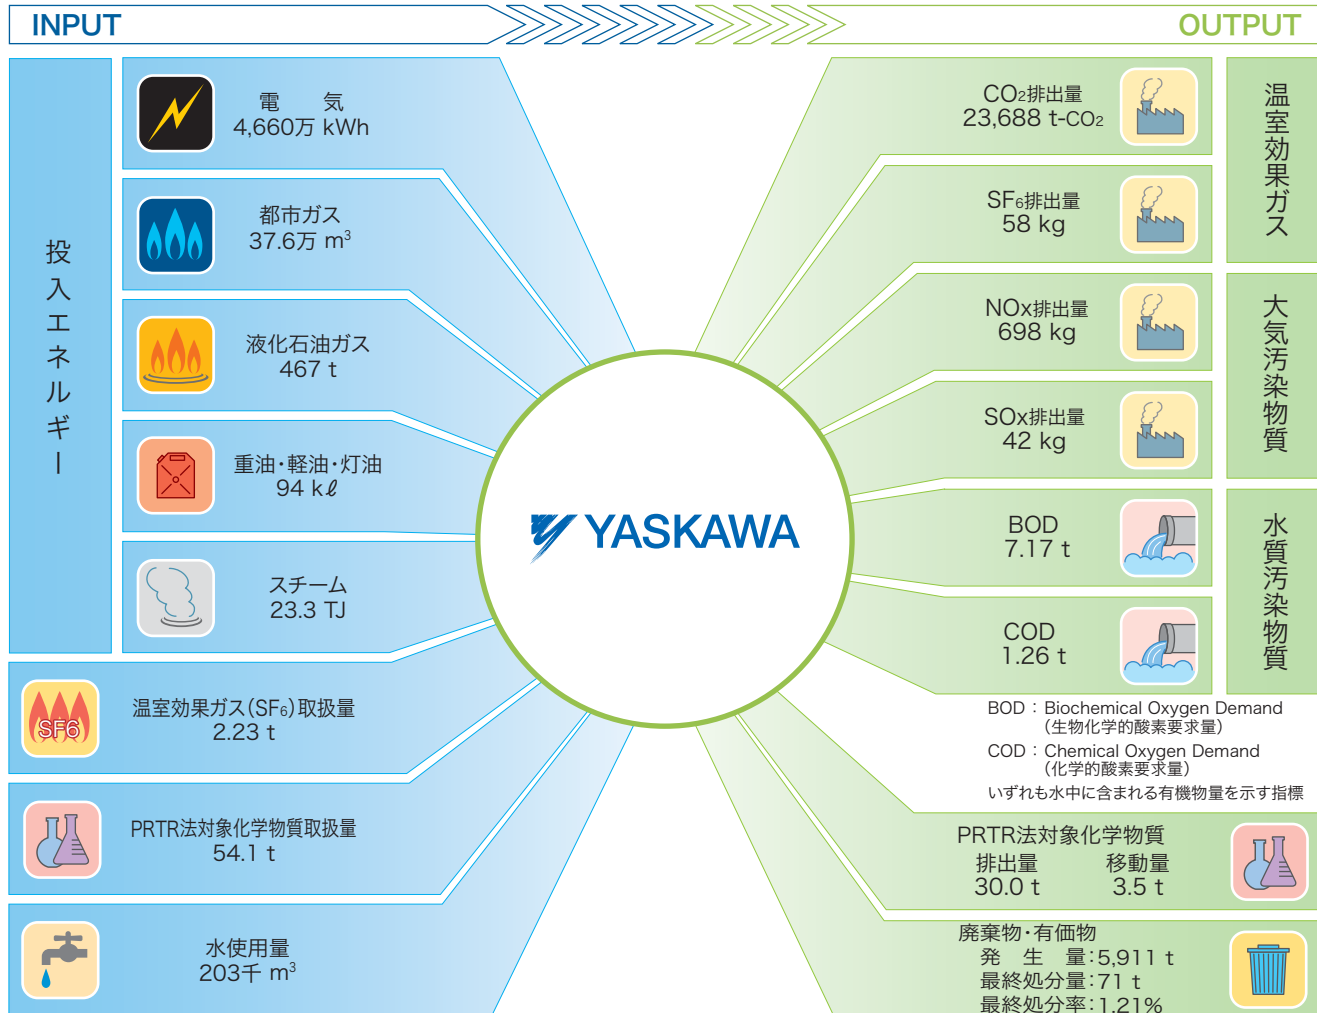 INPUT
OUTPUT
投入エネルギー
電　気
4,660万 kWh
都市ガス
37.6万 m³
液化石油ガス
467 t
重油・軽油・灯油
94 kℓ
スチーム
23.3 TJ
SF6
温室効果ガス(SF₆)取扱量
2.23 t
PRTR法対象化学物質取扱量
54.1 t
水使用量
203千 m³
YASKAWA
温室効果ガス
CO₂排出量
23,688 t-CO₂
SF₆排出量
58 kg
大気汚染物質
NOx排出量
698 kg
SOx排出量
42 kg
水質汚染物質
BOD
7.17 t
COD
1.26 t
BOD：Biochemical Oxygen Demand
(生物化学的酸素要求量)
COD：Chemical Oxygen Demand
(化学的酸素要求量)
いずれも水中に含まれる有機物量を示す指標
PRTR法対象化学物質
排出量　移動量
30.0 t　3.5 t
廃棄物・有価物
発　生　量：5,911 t
最終処分量：71 t
最終処分率：1.21%